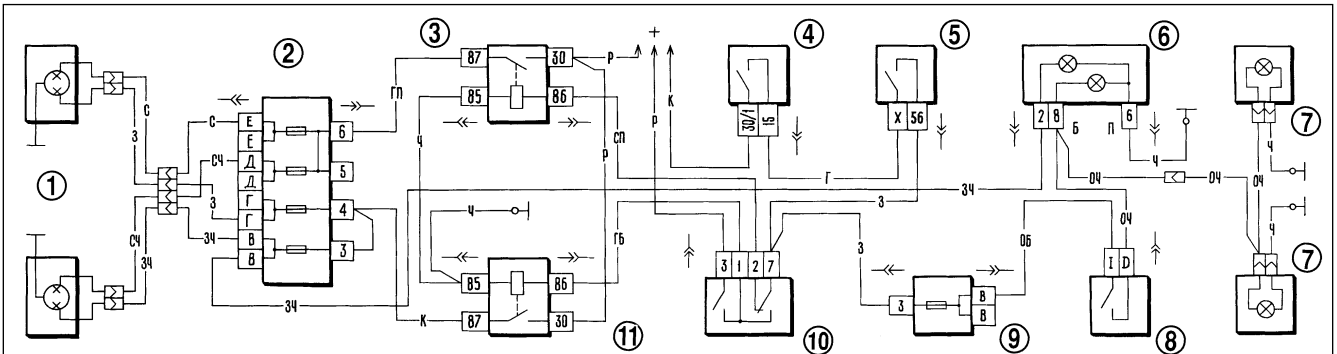 1
2
3
4
5
6
7
7
8
9
10
11
С
З
СЧ
ЗЧ
С
СЧ
З
ЗЧ
ЗЧ
Е
Е
Д
Д
Г
Г
В
В
6
5
4
3
ГП
К
87
85
30
86
Р
Ч
СП
Р
+
Р
К
85
87
86
30
Ч
ГБ
30/1
15
Г
Х
56
З
ЗЧ
2
8
Б
П
6
Ч
ОЧ
ОЧ
ОЧ
Ч
Ч
3
1
2
7
З
3
В
В
ОБ
I
D
ОЧ